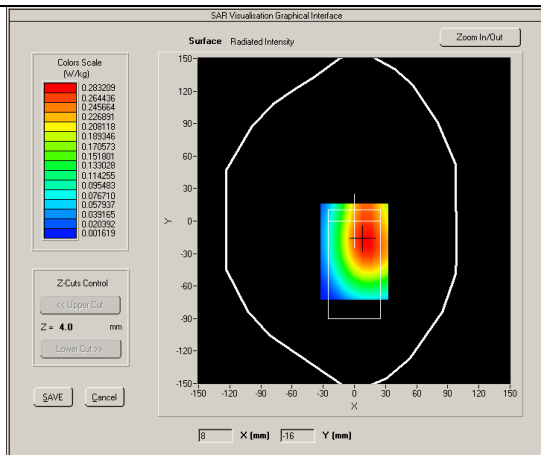 SAR Visualisation Graphical Interface
Surface Radiated Intensity
Zoom In/Out
Colors Scale
(W/kg)
0.283209
0.264436
0.245664
0.226891
0.208118
0.189346
0.170573
0.151801
0.133028
0.114255
0.095483
0.076710
0.057937
0.039165
0.020392
0.001619
Z-Cuts Control
<< Upper Cut
Z = 4.0 mm
Lower Cut >>
SAVE Cancel
150
120
90
60
30
0
-30
-60
-90
-120
-150
Y
-150 -120 -90 -60 -30 0 30 60 90 120 150
X
8 X (mm) -16 Y (mm)